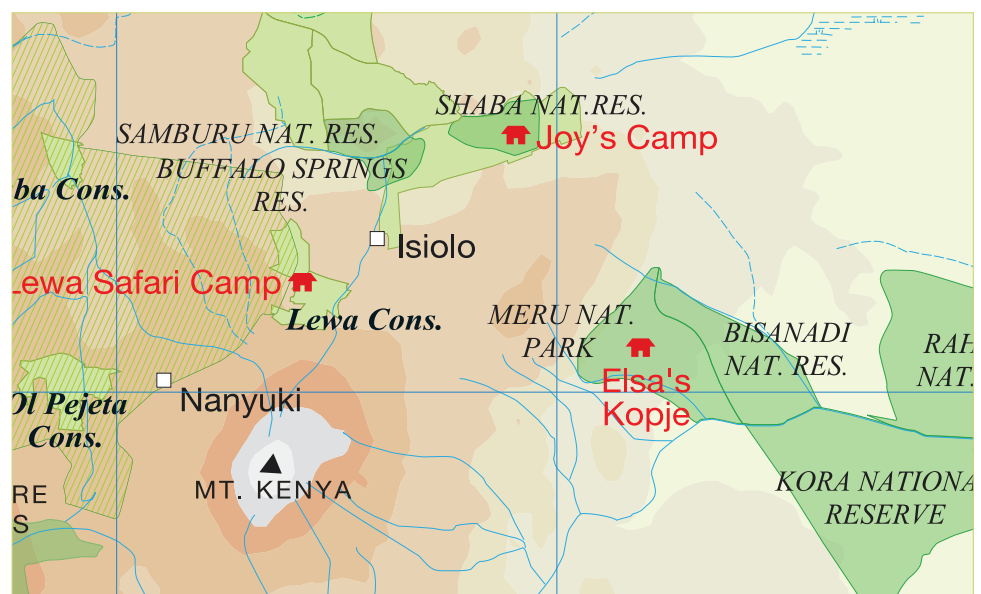 SHABA NAT.RES.
SAMBURU NAT. RES.
Joy's Camp
BUFFALO SPRINGS
RES.
ba Cons.
Isiolo
Lewa Safari Camp
Lewa Cons.
MERU NAT.
PARK
BISANADI
NAT. RES.
RAH
NAT.
Elsa's
Kopje
Nanyuki
Ol Pejeta
Cons.
MT. KENYA
KORA NATIONA
RESERVE
RE
S